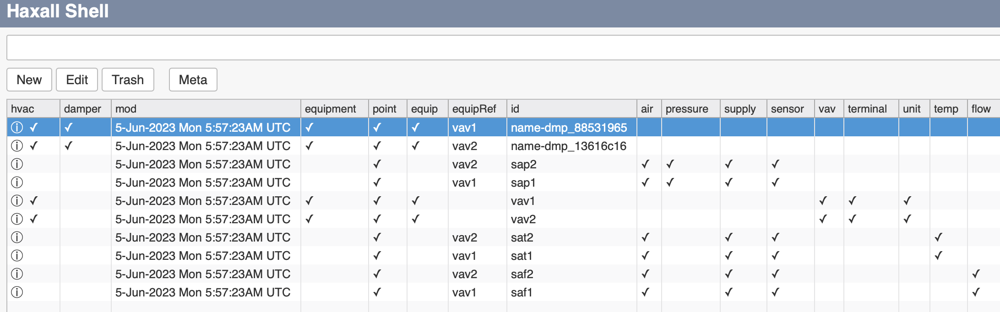 Haxall Shell
New Edit Trash Meta
hvac damper mod equipment point equip equipRef id air pressure supply sensor vav terminal unit temp flow
ⓘ ✓ ✓ 5-Jun-2023 Mon 5:57:23AM UTC ✓ ✓ ✓ vav1 name-dmp_88531965
ⓘ ✓ ✓ 5-Jun-2023 Mon 5:57:23AM UTC ✓ ✓ ✓ vav2 name-dmp_13616c16
ⓘ 5-Jun-2023 Mon 5:57:23AM UTC ✓ vav2 sap2 ✓ ✓ ✓ ✓
ⓘ 5-Jun-2023 Mon 5:57:23AM UTC ✓ vav1 sap1 ✓ ✓ ✓ ✓
ⓘ ✓ 5-Jun-2023 Mon 5:57:23AM UTC ✓ ✓ ✓ vav1 ✓ ✓ ✓
ⓘ ✓ 5-Jun-2023 Mon 5:57:23AM UTC ✓ ✓ ✓ vav2 ✓ ✓ ✓
ⓘ 5-Jun-2023 Mon 5:57:23AM UTC ✓ vav2 sat2 ✓ ✓ ✓ ✓
ⓘ 5-Jun-2023 Mon 5:57:23AM UTC ✓ vav1 sat1 ✓ ✓ ✓ ✓
ⓘ 5-Jun-2023 Mon 5:57:23AM UTC ✓ vav2 saf2 ✓ ✓ ✓ ✓
ⓘ 5-Jun-2023 Mon 5:57:23AM UTC ✓ vav1 saf1 ✓ ✓ ✓ ✓